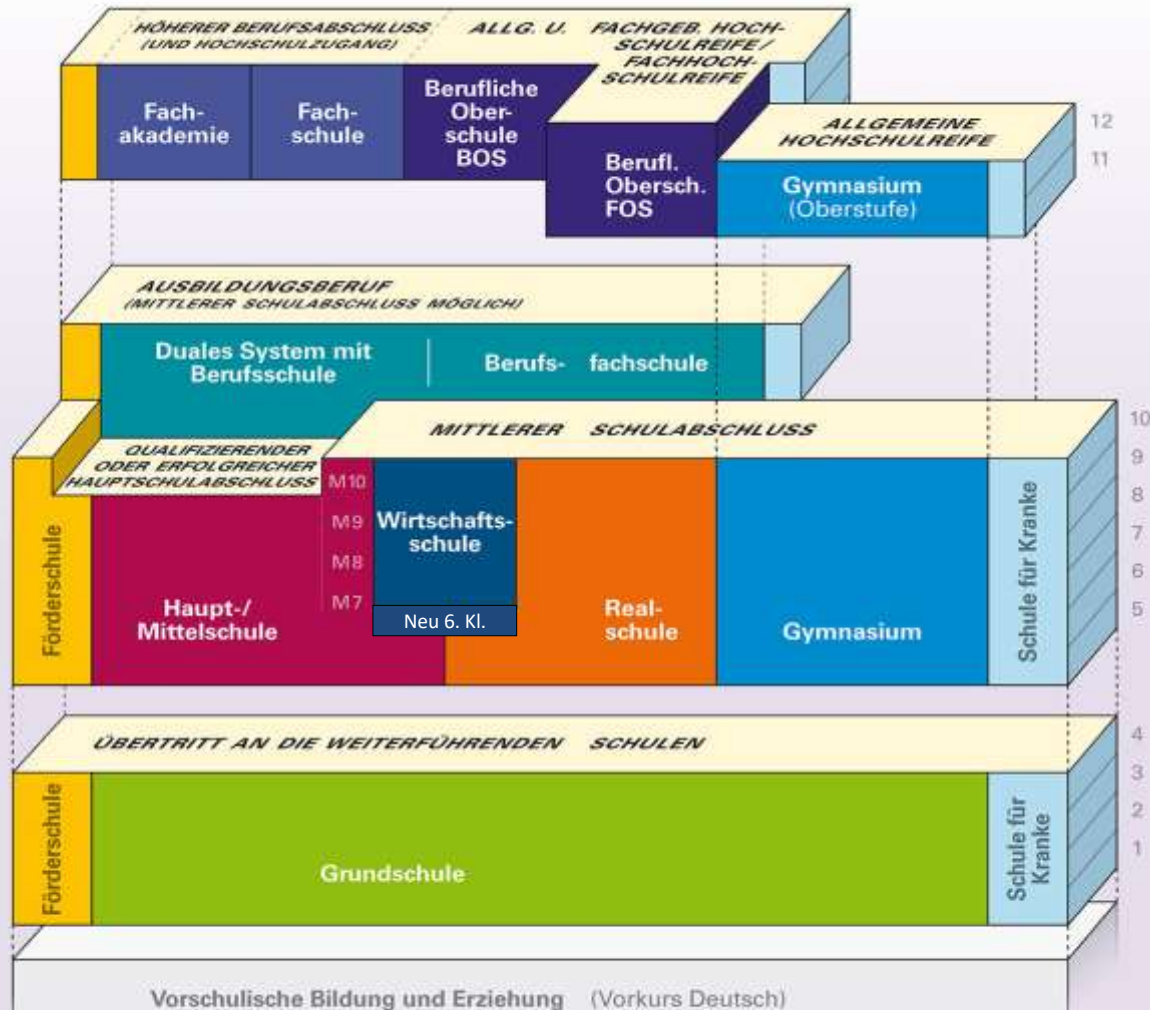 HÖHERER BERUFSABSCHLUSS
(UND HOCHSCHULZUGANG)
ALLG. U. FACHGEB. HOCH-
SCHULREIFE/
FACHHOCH-
SCHULREIFE
Fach-
akademie
Fach-
schule
Berufliche
Ober-
schule
BOS
Berufl.
Obersch.
FOS
ALLGEMEINE
HOCHSCHULREIFE
Gymnasium
(Oberstufe)
12
11
AUSBILDUNGSBERUF
(MITTLERER SCHULABSCHLUSS MÖGLICH)
Duales System mit
Berufsschule
Berufs- fachschule
QUALIFIZIERENDER
ODER ERFOLGREICHER
HAUPTSCHULABSCHLUSS
MITTLERER SCHULABSCHLUSS
10
9
8
7
6
5
Förderschule
Haupt-/
Mittelschule
M10
M9
M8
M7
Wirtschafts-
schule
Neu 6. Kl.
Real-
schule
Gymnasium
Schule für Kranke
ÜBERTRITT AN DIE WEITERFÜHRENDEN SCHULEN
4
3
2
1
Förderschule
Grundschule
Schule für
Kranke
Vorschulische Bildung und Erziehung (Vorkurs Deutsch)